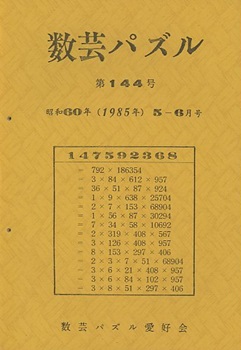 数芸パズル
第144号
昭和60年(1985年) 5-6月号
147592368
= 792 × 186354
= 3 × 84 × 612 × 957
= 36 × 51 × 87 × 924
= 1 × 9 × 638 × 25704
= 2 × 7 × 153 × 68904
= 1 × 56 × 87 × 30294
= 7 × 34 × 58 × 10692
= 2 × 319 × 408 × 567
= 3 × 126 × 408 × 957
= 8 × 153 × 297 × 406
= 2 × 3 × 7 × 51 × 68904
= 3 × 6 × 21 × 408 × 957
= 3 × 6 × 84 × 102 × 957
= 3 × 8 × 51 × 297 × 406
数芸パズル愛好会